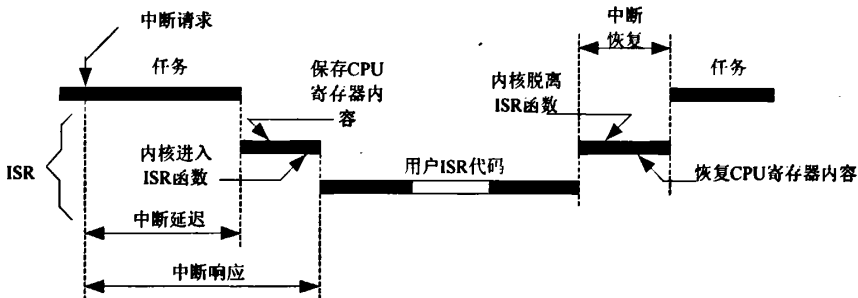 中断请求
任务
保存CPU
寄存器内
容
中断
恢复
内核脱离
ISR函数
任务
ISR
内核进入
ISR函数
用户ISR代码
恢复CPU寄存器内容
中断延迟
中断响应